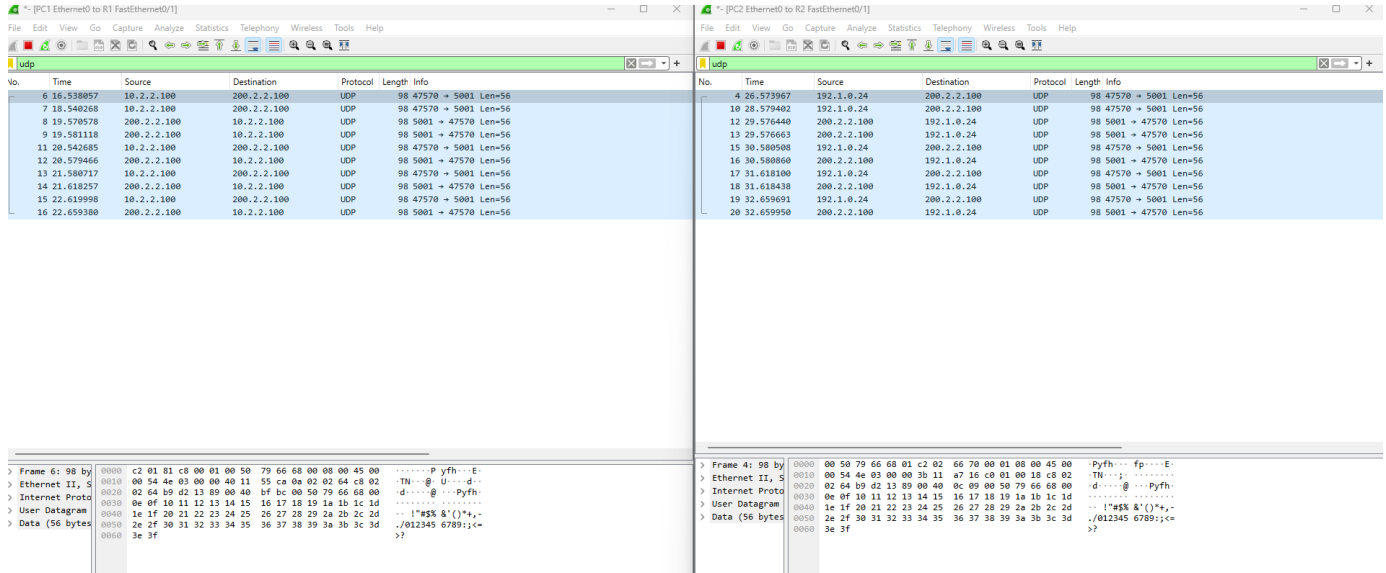 *- [PC1 Ethernet0 to R1 FastEthernet0/1]
File Edit View Go Capture Analyze Statistics Telephony Wireless Tools Help
udp
No. Time Source Destination Protocol Length Info
6 16.538057 10.2.2.100 200.2.2.100 UDP 98 47570 → 5001 Len=56
7 18.540268 10.2.2.100 200.2.2.100 UDP 98 47570 → 5001 Len=56
8 19.570578 200.2.2.100 10.2.2.100 UDP 98 5001 → 47570 Len=56
9 19.581118 200.2.2.100 10.2.2.100 UDP 98 5001 → 47570 Len=56
11 20.542685 10.2.2.100 200.2.2.100 UDP 98 47570 → 5001 Len=56
12 20.579466 200.2.2.100 10.2.2.100 UDP 98 5001 → 47570 Len=56
13 21.580717 10.2.2.100 200.2.2.100 UDP 98 47570 → 5001 Len=56
14 21.618257 200.2.2.100 10.2.2.100 UDP 98 5001 → 47570 Len=56
15 22.619998 10.2.2.100 200.2.2.100 UDP 98 47570 → 5001 Len=56
16 22.659380 200.2.2.100 10.2.2.100 UDP 98 5001 → 47570 Len=56
> Frame 6: 98 by
> Ethernet II, S
> Internet Proto
> User Datagram
> Data (56 bytes
0000 c2 01 81 c8 00 01 00 50 79 66 68 00 08 00 45 00 ·······P yfh···E·
0010 00 54 4e 03 00 00 40 11 55 ca 0a 02 02 64 c8 02 ·TN···@· U····d··
0020 02 64 b9 d2 13 89 00 40 bf bc 00 50 79 66 68 00 ·d·····@ ···Pyfh·
0030 0e 0f 10 11 12 13 14 15 16 17 18 19 1a 1b 1c 1d ········ ········
0040 1e 1f 20 21 22 23 24 25 26 27 28 29 2a 2b 2c 2d ·· !"#$% &'()*+,-
0050 2e 2f 30 31 32 33 34 35 36 37 38 39 3a 3b 3c 3d ./012345 6789:;<=
0060 3e 3f >?
*- [PC2 Ethernet0 to R2 FastEthernet0/1]
File Edit View Go Capture Analyze Statistics Telephony Wireless Tools Help
udp
No. Time Source Destination Protocol Length Info
4 26.573967 192.1.0.24 200.2.2.100 UDP 98 47570 → 5001 Len=56
10 28.579402 192.1.0.24 200.2.2.100 UDP 98 47570 → 5001 Len=56
12 29.576440 200.2.2.100 192.1.0.24 UDP 98 5001 → 47570 Len=56
13 29.576663 200.2.2.100 192.1.0.24 UDP 98 5001 → 47570 Len=56
15 30.580508 192.1.0.24 200.2.2.100 UDP 98 47570 → 5001 Len=56
16 30.580860 200.2.2.100 192.1.0.24 UDP 98 5001 → 47570 Len=56
17 31.618100 192.1.0.24 200.2.2.100 UDP 98 47570 → 5001 Len=56
18 31.618438 200.2.2.100 192.1.0.24 UDP 98 5001 → 47570 Len=56
19 32.659691 192.1.0.24 200.2.2.100 UDP 98 47570 → 5001 Len=56
20 32.659950 200.2.2.100 192.1.0.24 UDP 98 5001 → 47570 Len=56
> Frame 4: 98 by
> Ethernet II, S
> Internet Proto
> User Datagram
> Data (56 bytes
0000 00 50 79 66 68 01 c2 02 66 70 00 01 08 00 45 00 ·Pyfh··· fp····E·
0010 00 54 4e 03 00 00 3b 11 a7 16 c0 01 00 18 c8 02 ·TN···;· ········
0020 02 64 b9 d2 13 89 00 40 0c 09 00 50 79 66 68 00 ·d·····@ ···Pyfh·
0030 0e 0f 10 11 12 13 14 15 16 17 18 19 1a 1b 1c 1d ········ ········
0040 1e 1f 20 21 22 23 24 25 26 27 28 29 2a 2b 2c 2d ·· !"#$% &'()*+,-
0050 2e 2f 30 31 32 33 34 35 36 37 38 39 3a 3b 3c 3d ./012345 6789:;<=
0060 3e 3f >?